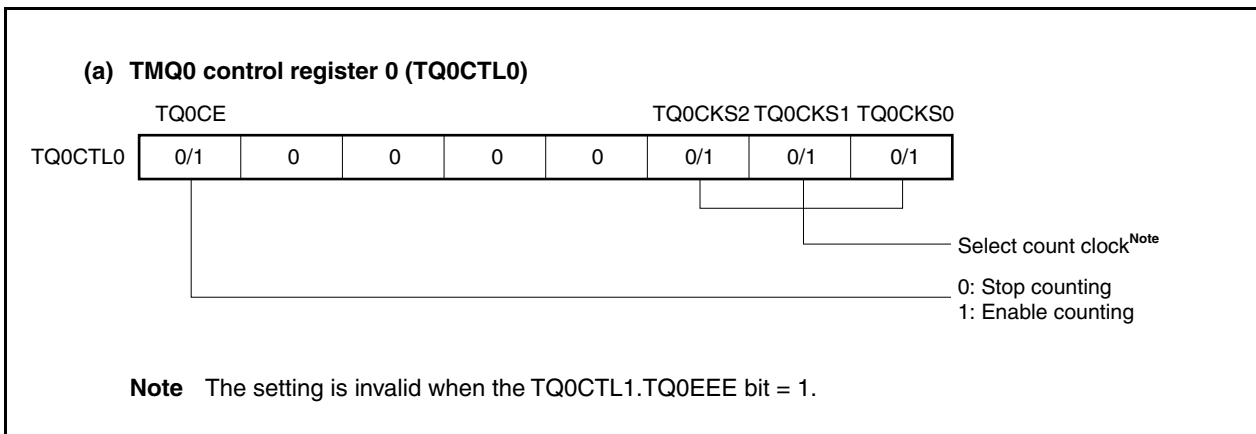 (a) TMQ0 control register 0 (TQ0CTL0)
TQ0CE TQ0CKS2 TQ0CKS1 TQ0CKS0
TQ0CTL0 0/1 0 0 0 0 0/1 0/1 0/1
Select count clockNote
0: Stop counting
1: Enable counting
Note The setting is invalid when the TQ0CTL1.TQ0EEE bit = 1.